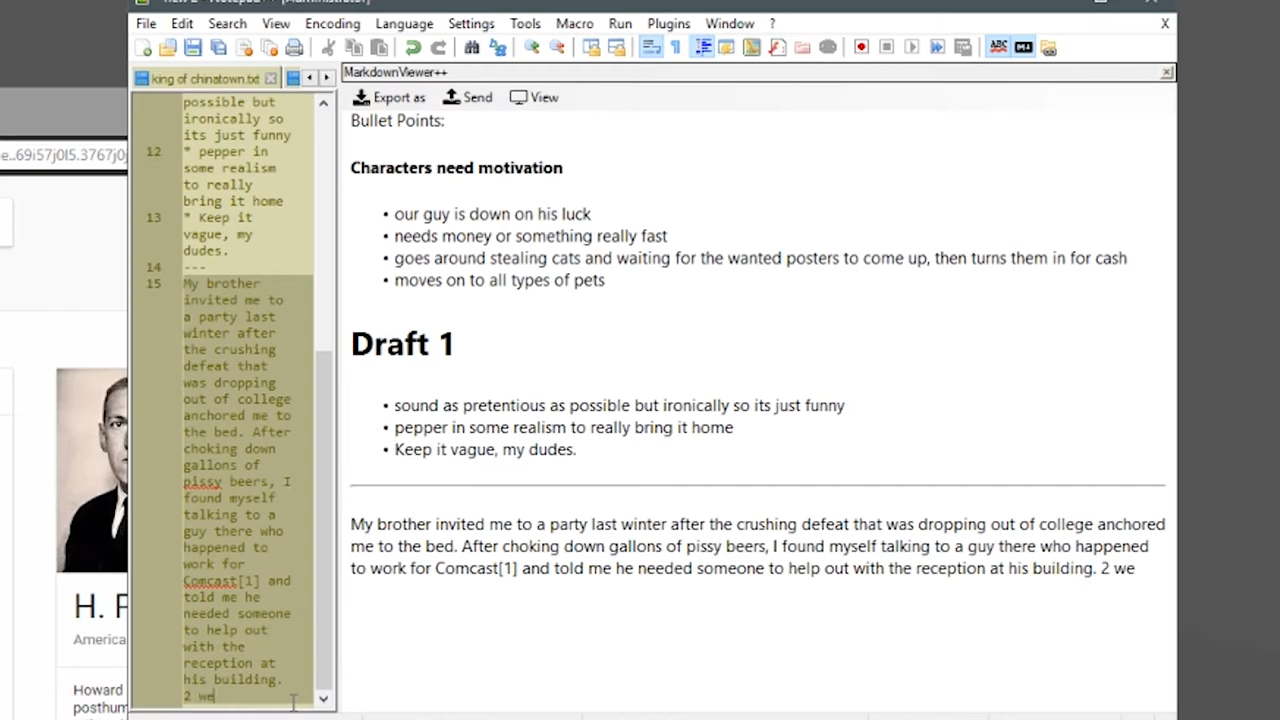 File Edit Search View Encoding Language Settings Tools Macro Run Plugins Window ? X
ABC
king of chinatown.txt
MarkdownViewer++
Export as Send View
e..69i57j0l5.3767j0j
possible but
ironically so
its just funny
12 * pepper in
some realism
to really
bring it home
13 * Keep it
vague, my
dudes.
14 ---
15 My brother
invited me to
a party last
winter after
the crushing
defeat that
was dropping
out of college
anchored me to
the bed. After
choking down
gallons of
pissy beers, I
found myself
talking to a
guy there who
happened to
work for
Comcast[1] and
told me he
needed someone
to help out
with the
reception at
his building.
2 we
Bullet Points:
Characters need motivation
• our guy is down on his luck
• needs money or something really fast
• goes around stealing cats and waiting for the wanted posters to come up, then turns them in for cash
• moves on to all types of pets
Draft 1
• sound as pretentious as possible but ironically so its just funny
• pepper in some realism to really bring it home
• Keep it vague, my dudes.
My brother invited me to a party last winter after the crushing defeat that was dropping out of college anchored
me to the bed. After choking down gallons of pissy beers, I found myself talking to a guy there who happened
to work for Comcast[1] and told me he needed someone to help out with the reception at his building. 2 we
H. P
America
Howard
posthum